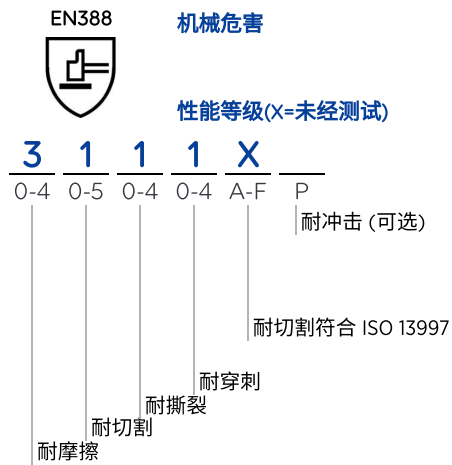 EN388
机械危害
性能等级(X=未经测试)
3 1 1 1 X
0-4 0-5 0-4 0-4 A-F P
耐冲击 (可选)
耐切割符合 ISO 13997
耐穿刺
耐撕裂
耐切割
耐摩擦